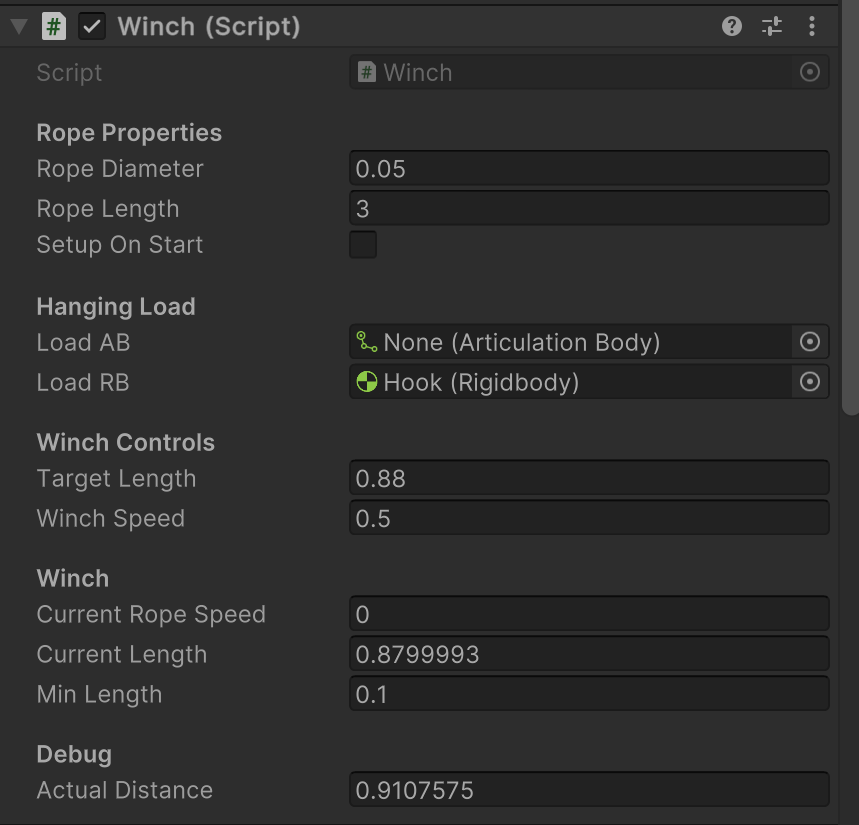 # Winch (Script)
Script # Winch
Rope Properties
Rope Diameter 0.05
Rope Length 3
Setup On Start
Hanging Load
Load AB None (Articulation Body)
Load RB Hook (Rigidbody)
Winch Controls
Target Length 0.88
Winch Speed 0.5
Winch
Current Rope Speed 0
Current Length 0.8799993
Min Length 0.1
Debug
Actual Distance 0.9107575